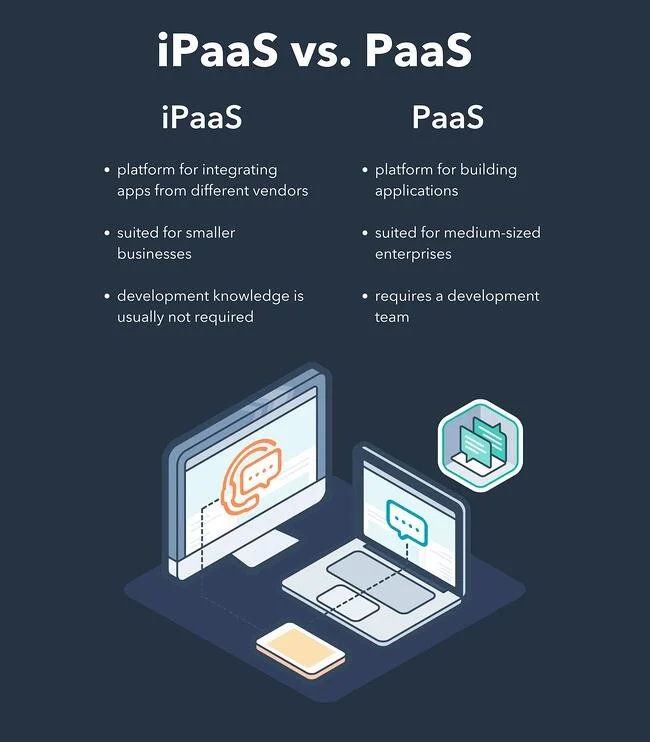 iPaaS vs. PaaS
iPaaS
• platform for integrating
apps from different vendors
• suited for smaller
businesses
• development knowledge is
usually not required
PaaS
• platform for building
applications
• suited for medium-sized
enterprises
• requires a development
team